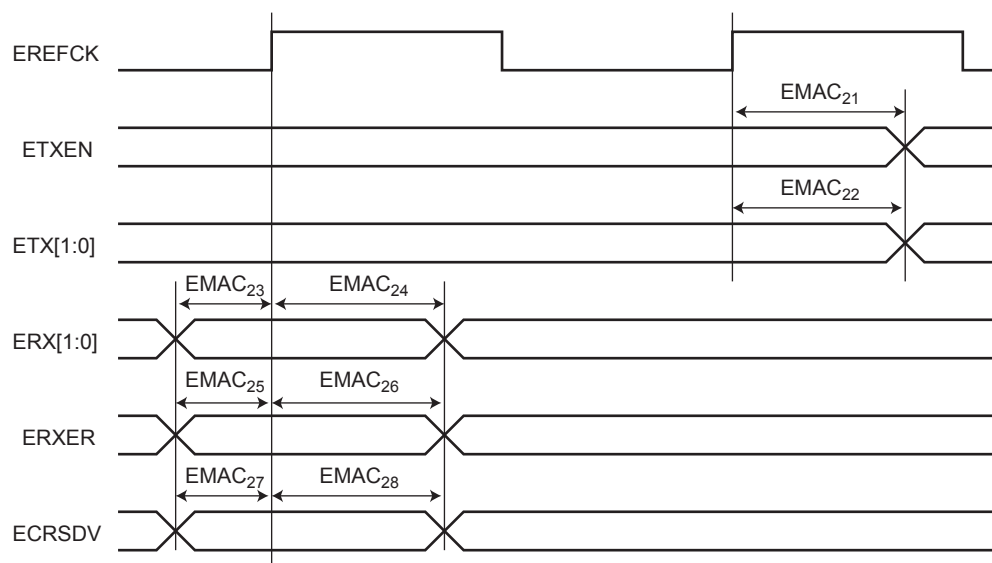 EREFCK
EMAC21
ETXEN
EMAC22
ETX[1:0]
EMAC23 EMAC24
ERX[1:0]
EMAC25 EMAC26
ERXER
EMAC27 EMAC28
ECRSDV